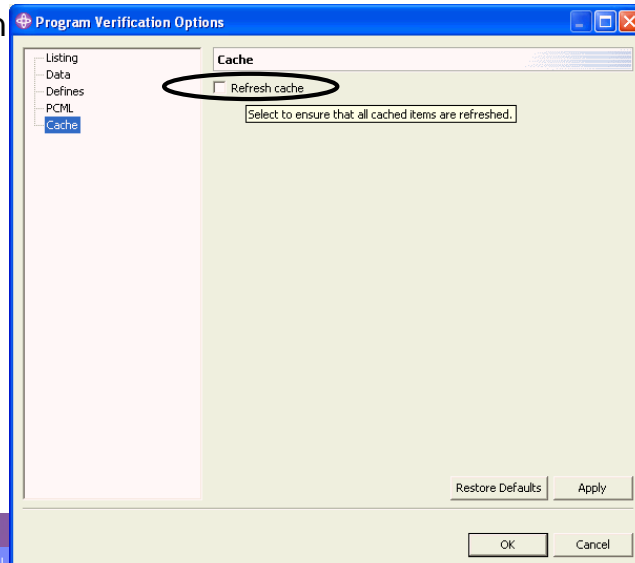 Program Verification Options
Listing
Data
Defines
PCML
Cache
Cache
Refresh cache
Select to ensure that all cached items are refreshed.
Restore Defaults
Apply
OK
Cancel